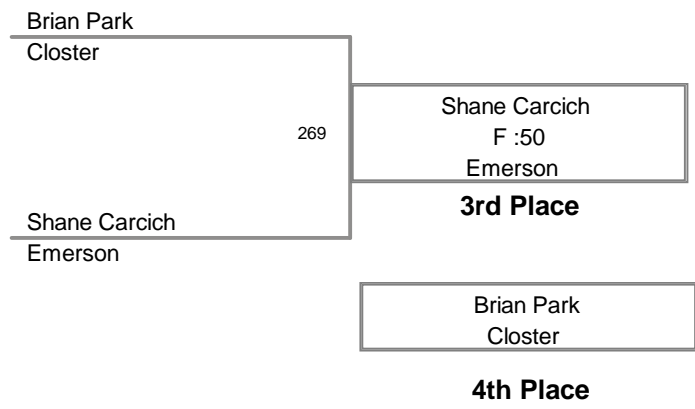 Brian Park
Closter
269
Shane Carcich
F :50
Emerson
3rd Place
Shane Carcich
Emerson
Brian Park
Closter
4th Place